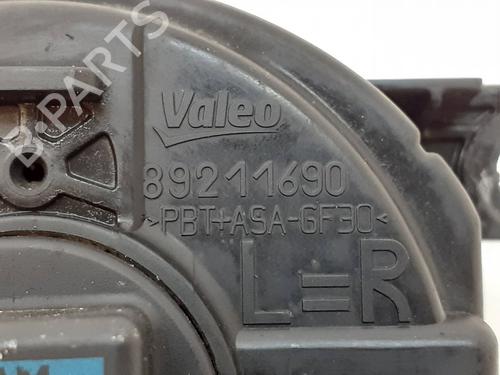 Valeo
89211690
>PBT+ASA-GF30<
L=R
B-PARTS